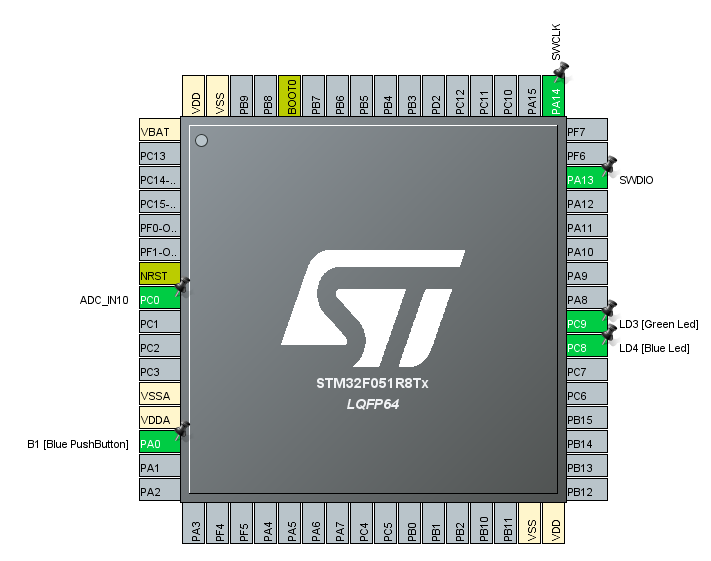 SWCLK
VDD
VSS
PB9
PB8
BOOT0
PB7
PB6
PB5
PB4
PB3
PD2
PC12
PC11
PC10
PA15
PA14
VBAT
PC13
PC14-..
PC15-..
PF0-O..
PF1-O..
NRST
ADC_IN10 PC0
PC1
PC2
PC3
VSSA
VDDA
B1 [Blue PushButton] PA0
PA1
PA2
ST
STM32F051R8Tx
LQFP64
PF7
PF6
PA13 SWDIO
PA12
PA11
PA10
PA9
PA8
PC9 LD3 [Green Led]
PC8 LD4 [Blue Led]
PC7
PC6
PB15
PB14
PB13
PB12
PA3
PF4
PF5
PA4
PA5
PA6
PA7
PC4
PC5
PB0
PB1
PB2
PB10
PB11
VSS
VDD